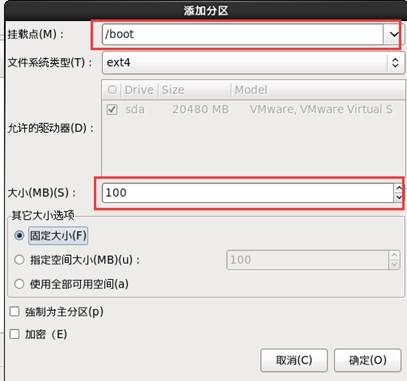 添加分区
挂载点(M)：
/boot
文件系统类型(T)：
ext4
允许的驱动器(D)：
Drive Size Model
sda 20480 MB VMware, VMware Virtual S
大小(MB)(S)：
100
其它大小选项
固定大小(F)
指定空间大小(MB)(u)：
100
使用全部可用空间(a)
强制为主分区(p)
加密（E)
取消(C)
确定(O)